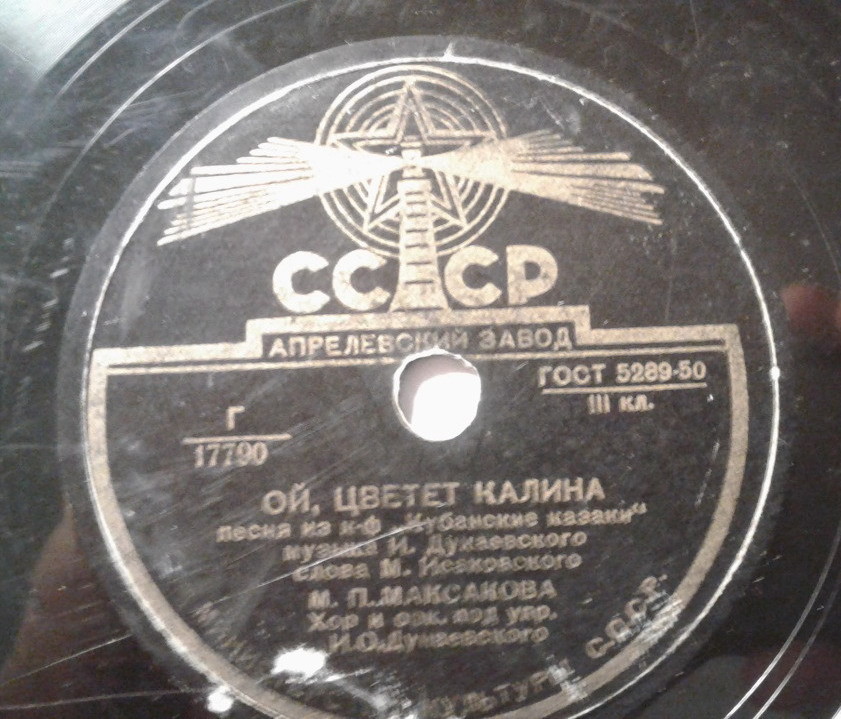 СССР
АПРЕЛЕВСКИЙ ЗАВОД
ГОСТ 5289-50
III кл.
Г
17790
ОЙ, ЦВЕТЕТ КАЛИНА
песня из к-ф „Кубанские казаки“
музыка И. Дунаевского
слова М. Исаковского
М. П. МАКСАКОВА
Хор и орк. под упр.
И.О.Дунаевского
КУЛЬТУРЫ С.С.С.Р.